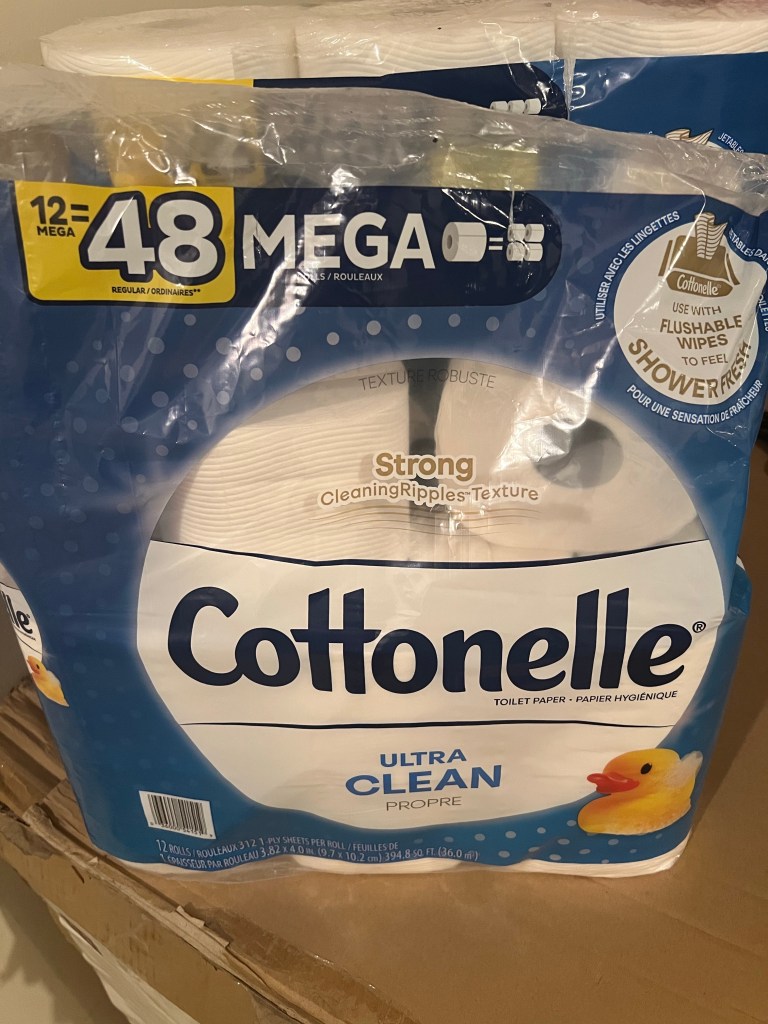 12=
MEGA
48
REGULAR / ORDINAIRES**
MEGA
ROLLS / ROULEAUX
=
UTILISER AVEC LES LINGETTES
JETABLES
Cottonelle
USE WITH
FLUSHABLE
WIPES
TO FEEL
SHOWER FRESH
POUR UNE SENSATION DE FRAÎCHEUR
TEXTURE ROBUSTE
Strong
CleaningRipples™ Texture
Cottonelle®
TOILET PAPER • PAPIER HYGIÉNIQUE
ULTRA
CLEAN
PROPRE
12 ROLLS / ROULEAUX 312 1-PLY SHEETS PER ROLL / FEUILLES DE
1 ÉPAISSEUR PAR ROULEAU 3.82 x 4.0 IN. (9.7 x 10.2 cm) 394.8 SQ. FT. (36.0 m²)
le